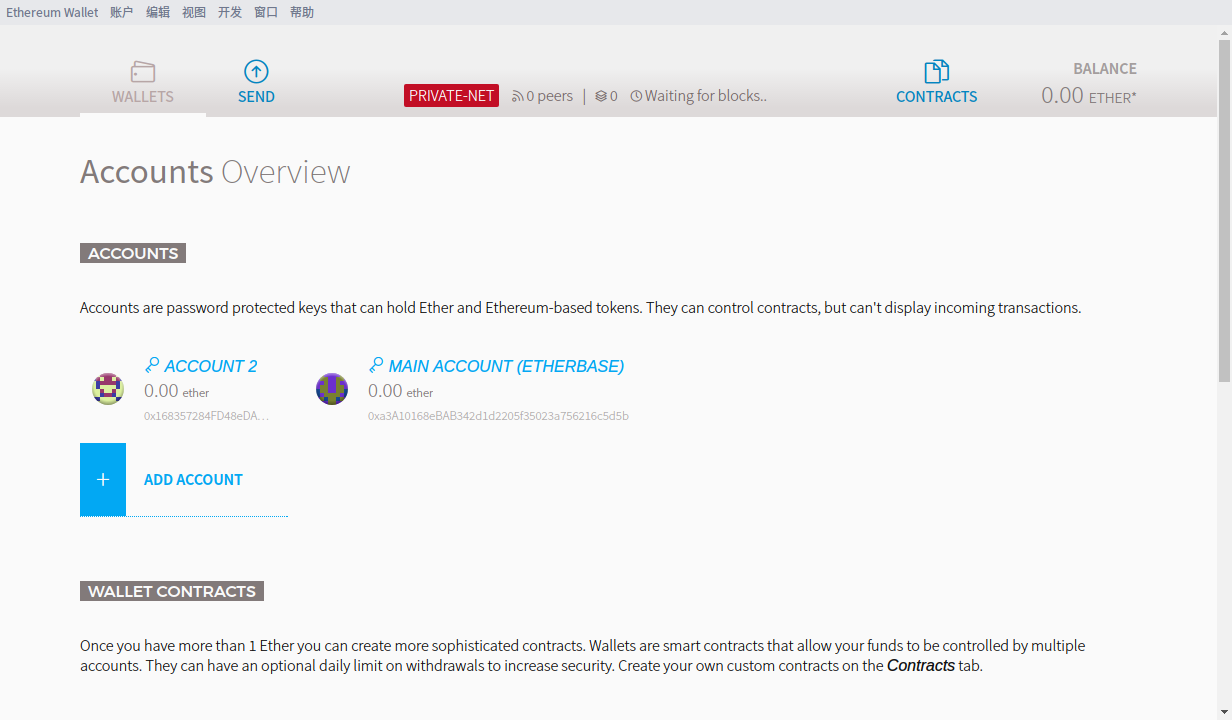 Ethereum Wallet 账户 编辑 视图 开发 窗口 帮助
WALLETS SEND PRIVATE-NET 0 peers | 0 Waiting for blocks.. CONTRACTS BALANCE
0.00 ETHER*
Accounts Overview
ACCOUNTS
Accounts are password protected keys that can hold Ether and Ethereum-based tokens. They can control contracts, but can't display incoming transactions.
ACCOUNT 2
0.00 ether
0x168357284FD48eDA…
MAIN ACCOUNT (ETHERBASE)
0.00 ether
0xa3A10168eBAB342d1d2205f35023a756216c5d5b
+ ADD ACCOUNT
WALLET CONTRACTS
Once you have more than 1 Ether you can create more sophisticated contracts. Wallets are smart contracts that allow your funds to be controlled by multiple
accounts. They can have an optional daily limit on withdrawals to increase security. Create your own custom contracts on the Contracts tab.